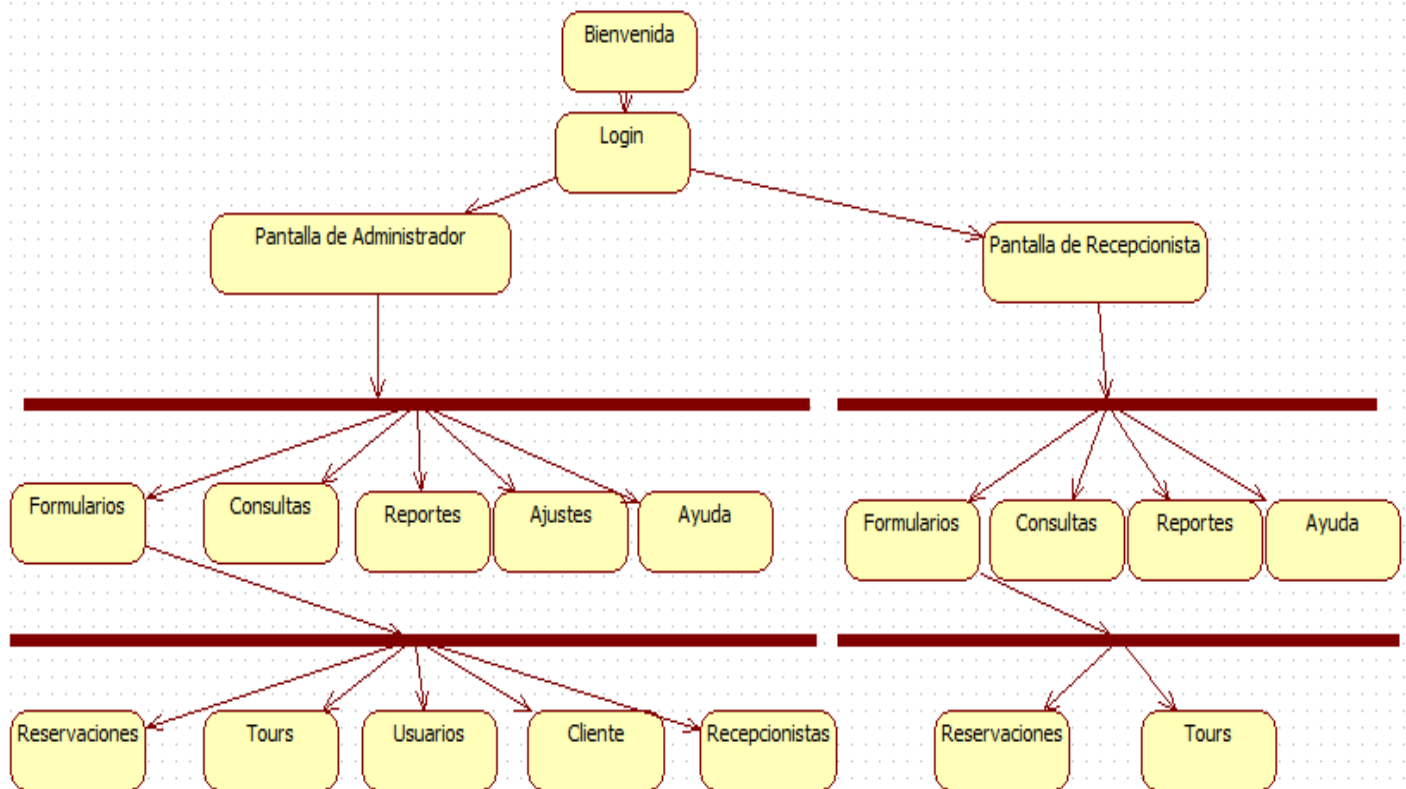 Bienvenida
Login
Pantalla de Administrador
Pantalla de Recepcionista
Formularios
Consultas
Reportes
Ajustes
Ayuda
Formularios
Consultas
Reportes
Ayuda
Reservaciones
Tours
Usuarios
Cliente
Recepcionistas
Reservaciones
Tours